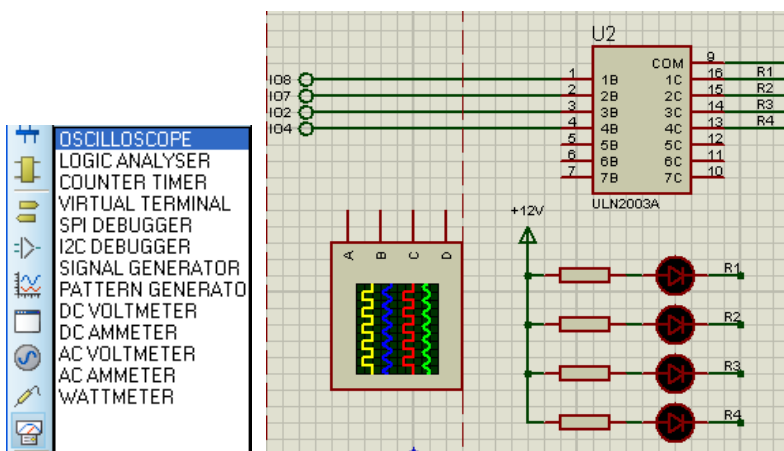 OSCILLOSCOPE
LOGIC ANALYSER
COUNTER TIMER
VIRTUAL TERMINAL
SPI DEBUGGER
I2C DEBUGGER
SIGNAL GENERATOR
PATTERN GENERATO
DC VOLTMETER
DC AMMETER
AC VOLTMETER
AC AMMETER
WATTMETER
U2
IO8 1 1B COM 9
IO7 2 2B 1C 16 R1
IO2 3 3B 2C 15 R2
IO4 4 4B 3C 14 R3
5 5B 4C 13 R4
6 6B 5C 12
7 7B 6C 11
7C 10
ULN2003A
A B C D
+12V
R1
R2
R3
R4